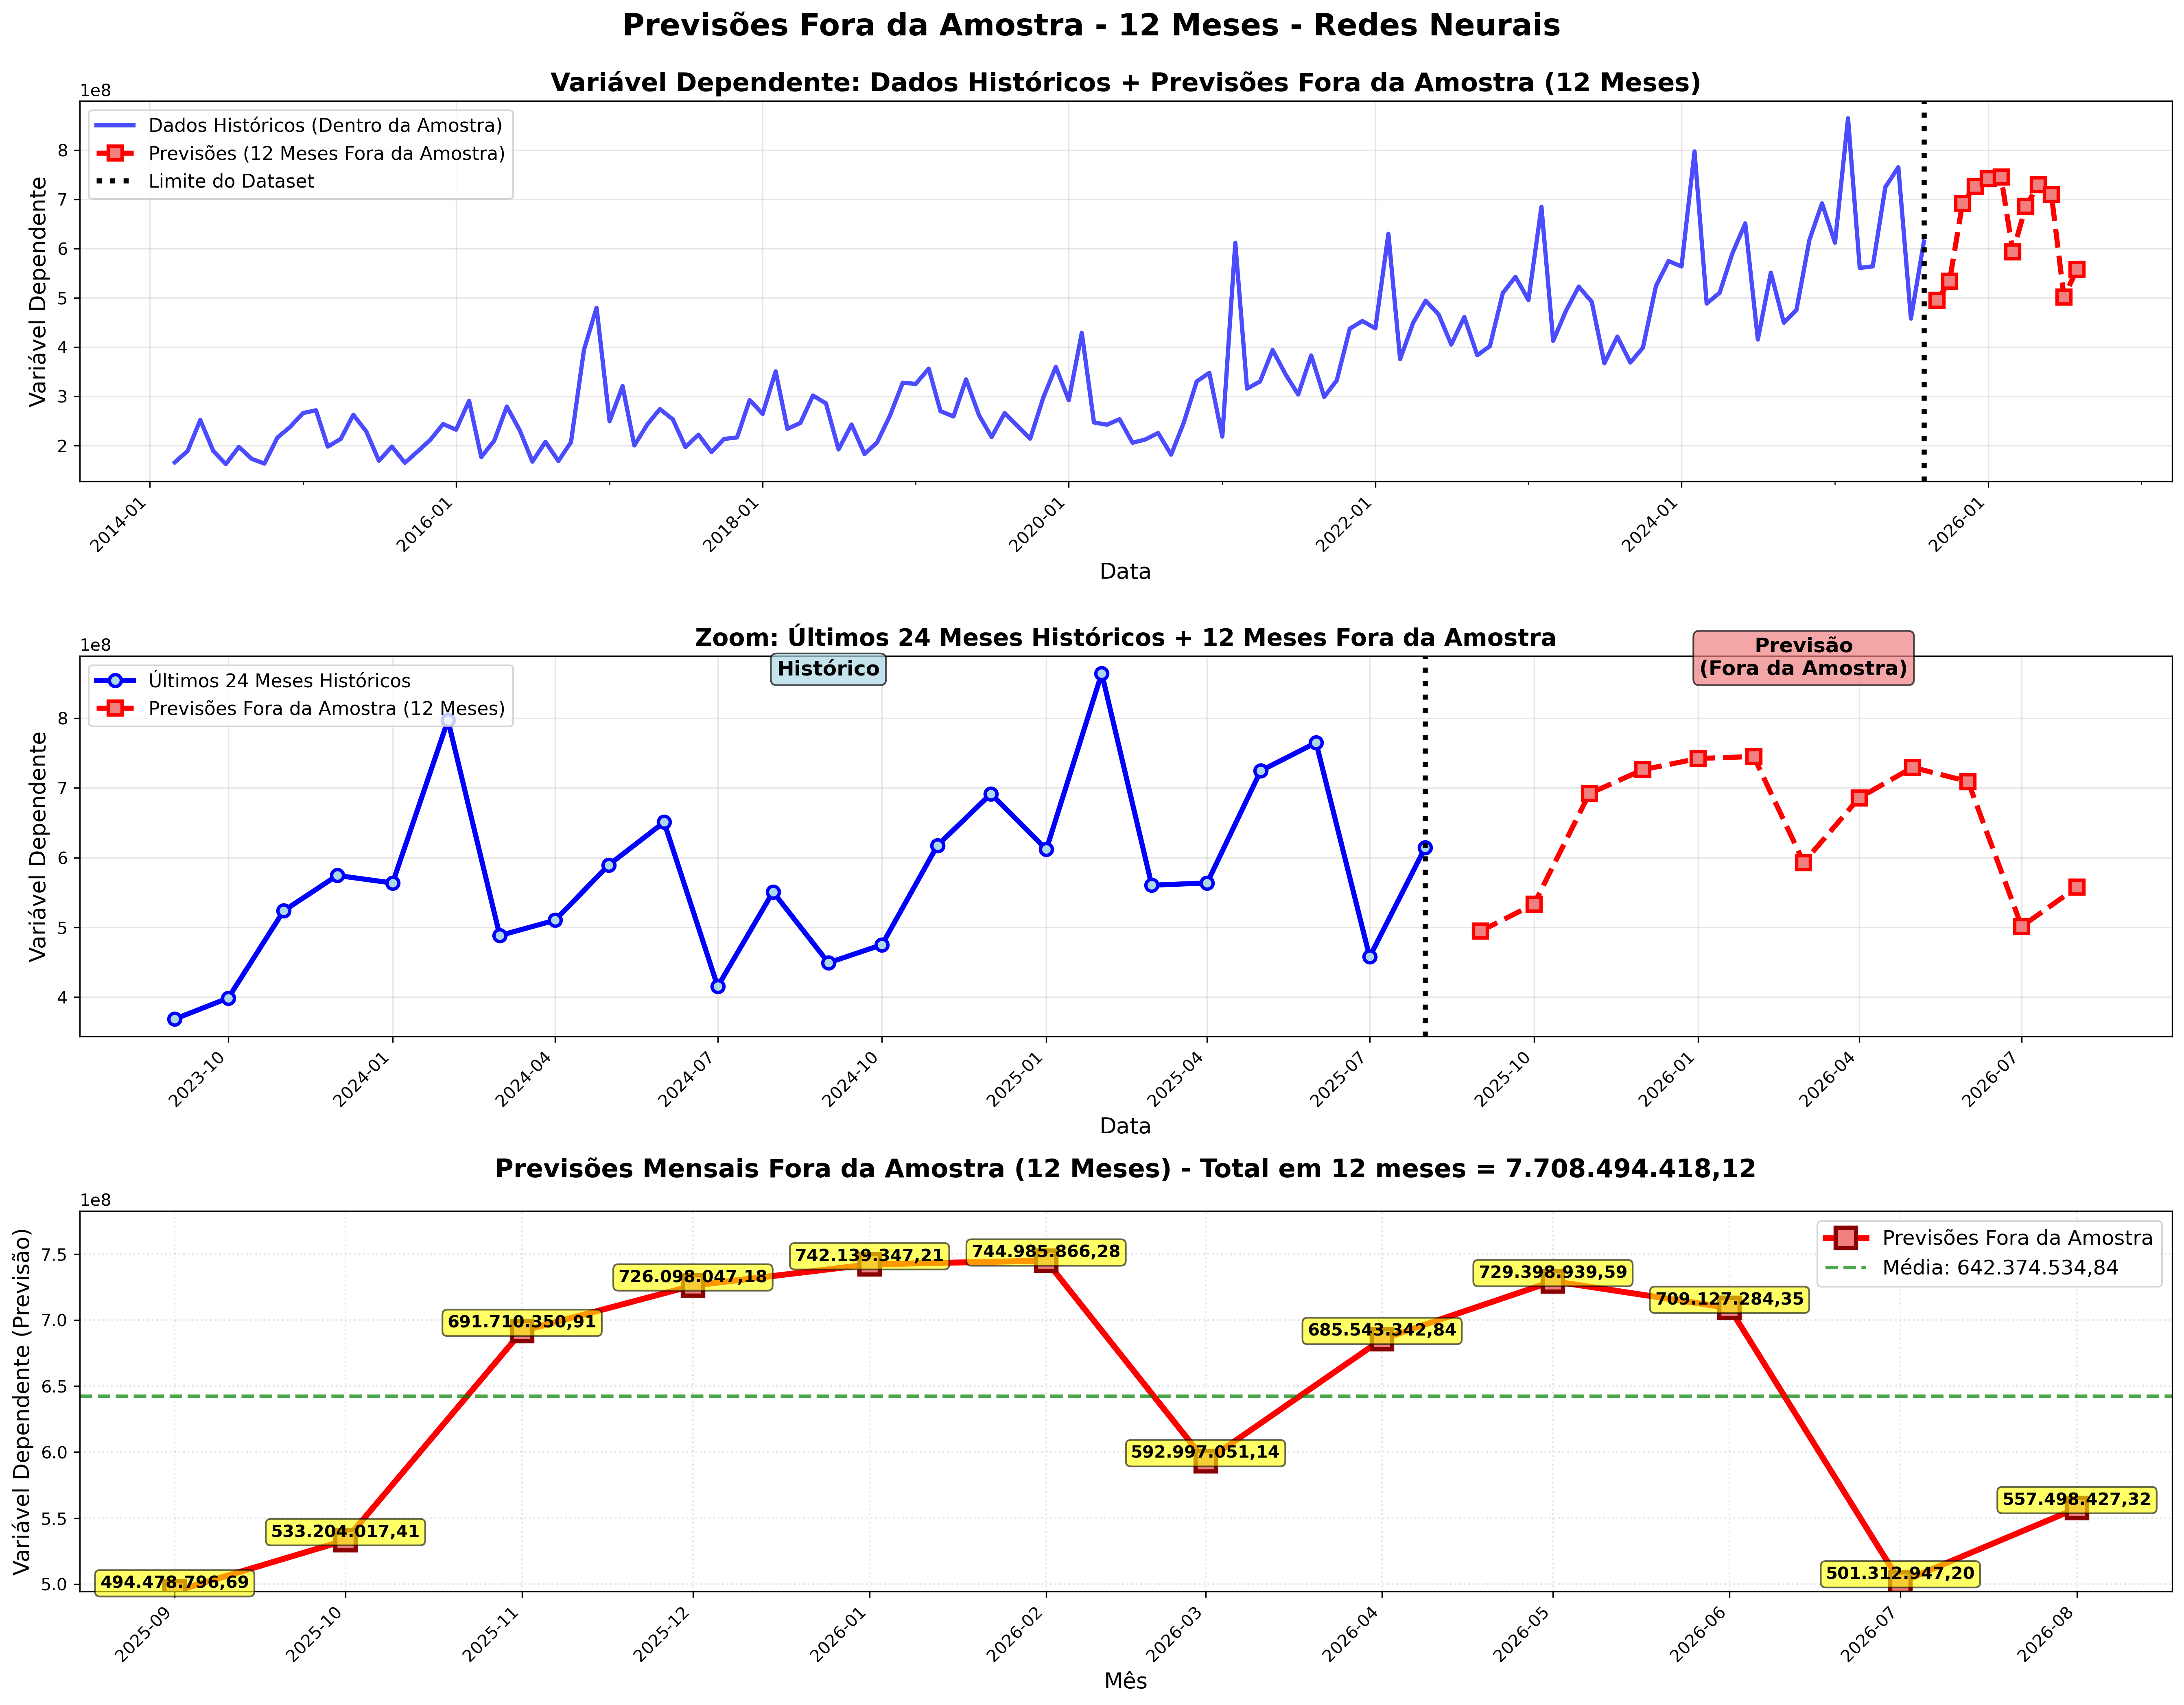 Previsões Fora da Amostra - 12 Meses - Redes Neurais
Variável Dependente: Dados Históricos + Previsões Fora da Amostra (12 Meses)
1e8
Dados Históricos (Dentro da Amostra)
Previsões (12 Meses Fora da Amostra)
Limite do Dataset
Variável Dependente
8
7
6
5
4
3
2
2014-01
2016-01
2018-01
2020-01
2022-01
2024-01
2026-01
Data
Zoom: Últimos 24 Meses Históricos + 12 Meses Fora da Amostra
1e8
Histórico
Previsão
(Fora da Amostra)
Últimos 24 Meses Históricos
Previsões Fora da Amostra (12 Meses)
Variável Dependente
8
7
6
5
4
2023-10
2024-01
2024-04
2024-07
2024-10
2025-01
2025-04
2025-07
2025-10
2026-01
2026-04
2026-07
Data
Previsões Mensais Fora da Amostra (12 Meses) - Total em 12 meses = 7.708.494.418,12
1e8
Previsões Fora da Amostra
Média: 642.374.534,84
Variável Dependente (Previsão)
7.5
7.0
6.5
6.0
5.5
5.0
494.478.796,69
533.204.017,41
691.710.350,91
726.098.047,18
742.139.347,21
744.985.866,28
592.997.051,14
685.543.342,84
729.398.939,59
709.127.284,35
501.312.947,20
557.498.427,32
2025-09
2025-10
2025-11
2025-12
2026-01
2026-02
2026-03
2026-04
2026-05
2026-06
2026-07
2026-08
Mês